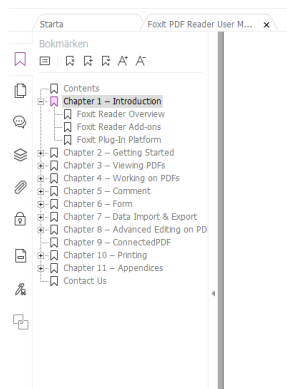 Starta
Foxit PDF Reader User M...
Bokmärken
Contents
Chapter 1 – Introduction
Foxit Reader Overview
Foxit Reader Add-ons
Foxit Plug-In Platform
Chapter 2 – Getting Started
Chapter 3 – Viewing PDFs
Chapter 4 – Working on PDFs
Chapter 5 – Comment
Chapter 6 – Form
Chapter 7 – Data Import & Export
Chapter 8 – Advanced Editing on PD
Chapter 9 – ConnectedPDF
Chapter 10 – Printing
Chapter 11 – Appendices
Contact Us